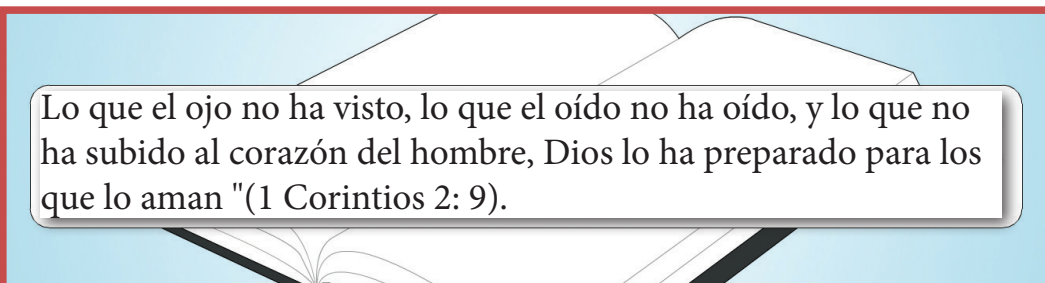 Lo que el ojo no ha visto, lo que el oído no ha oído, y lo que no
ha subido al corazón del hombre, Dios lo ha preparado para los
que lo aman "(1 Corintios 2: 9).